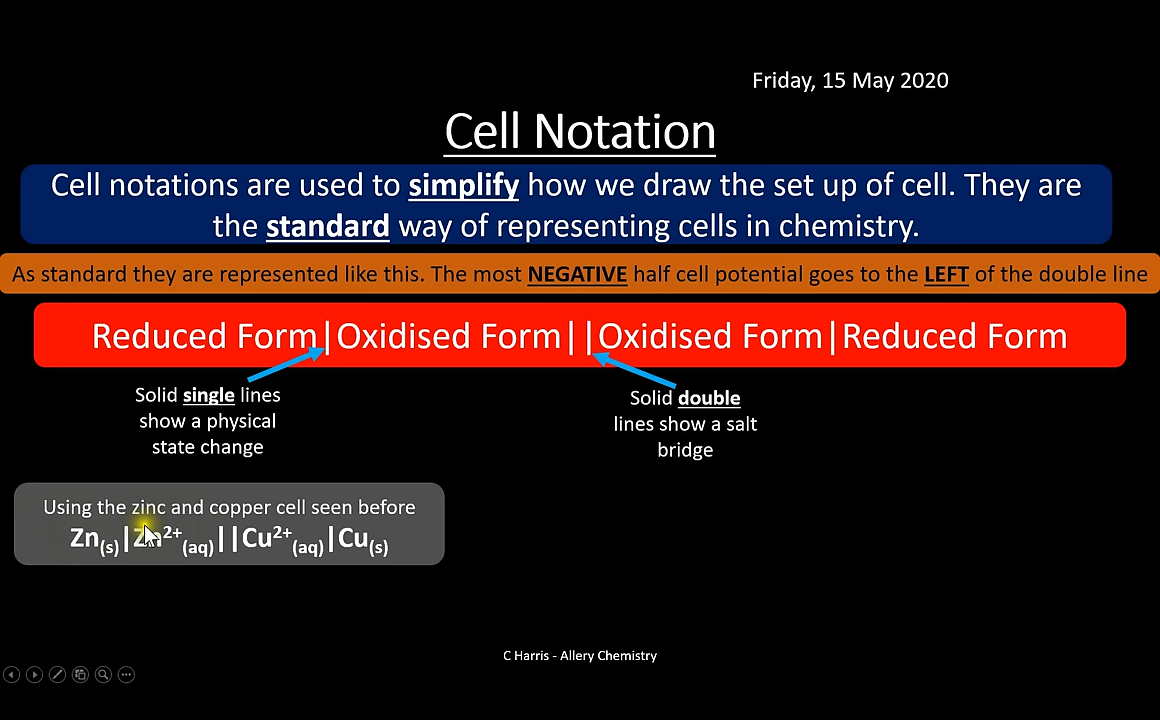 Friday, 15 May 2020
Cell Notation
Cell notations are used to simplify how we draw the set up of cell. They are
the standard way of representing cells in chemistry.
As standard they are represented like this. The most NEGATIVE half cell potential goes to the LEFT of the double line
Reduced Form|Oxidised Form||Oxidised Form|Reduced Form
Solid single lines
show a physical
state change
Solid double
lines show a salt
bridge
Using the zinc and copper cell seen before
Zn(s)|Zn²⁺(aq)||Cu²⁺(aq)|Cu(s)
C Harris - Allery Chemistry